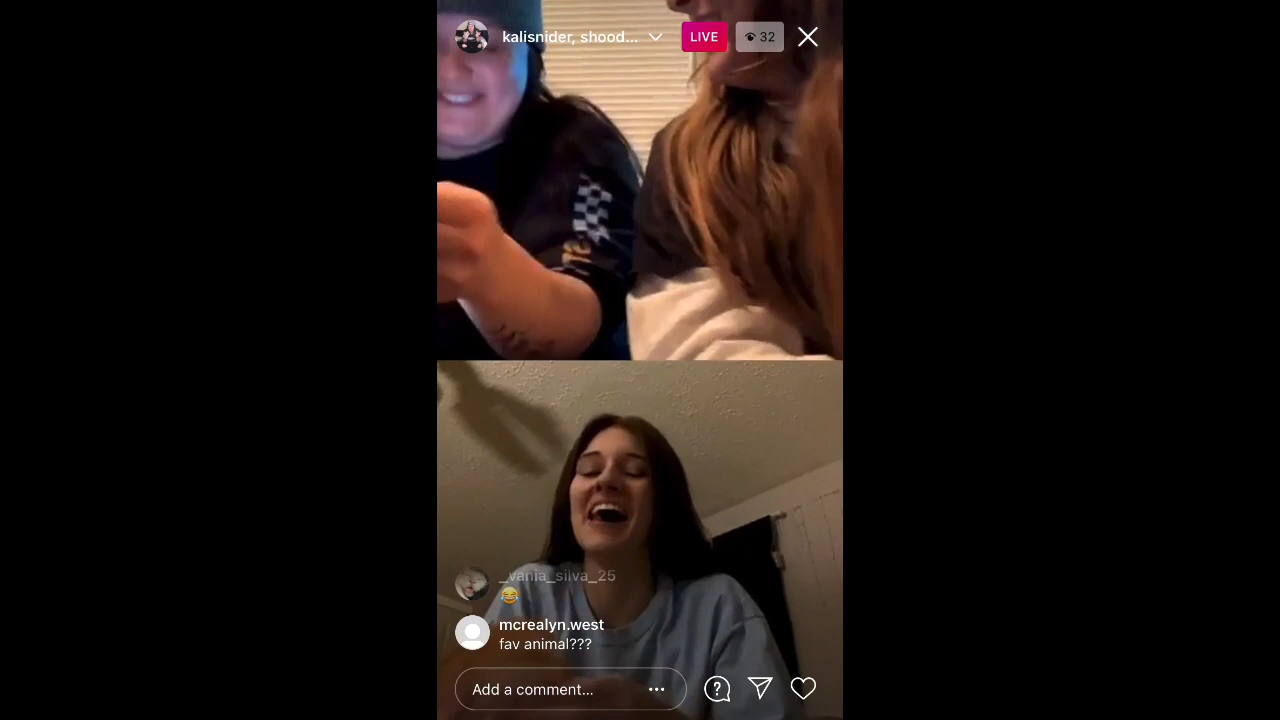 kalisnider, shood...
LIVE
32
_vania_silva_25
😂
mcrealyn.west
fav animal???
Add a comment...